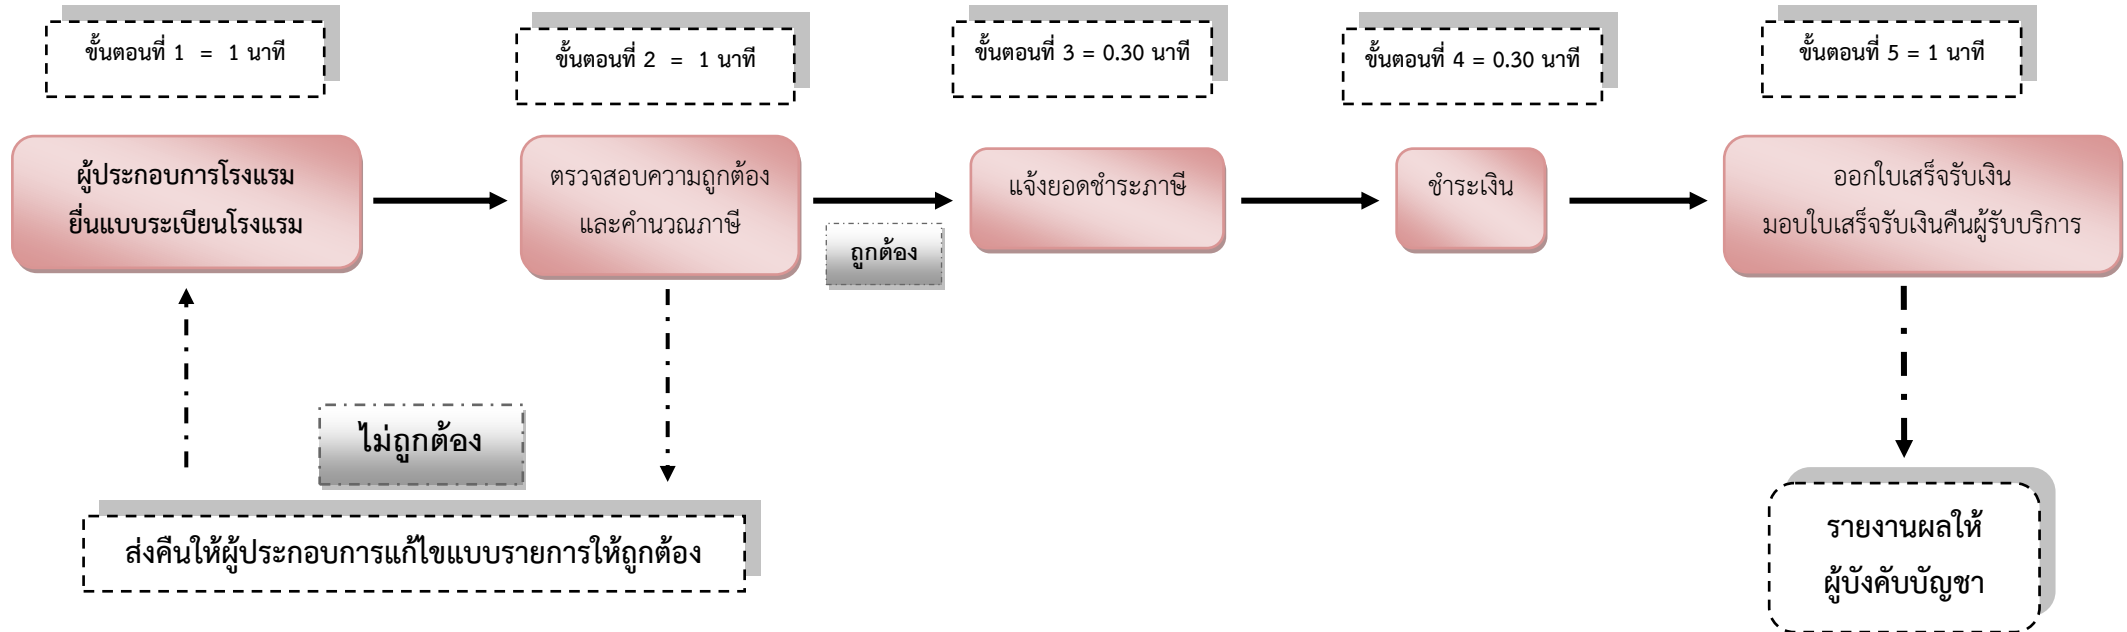 ขั้นตอนที่ 1 = 1 นาที
ขั้นตอนที่ 2 = 1 นาที
ขั้นตอนที่ 3 = 0.30 นาที
ขั้นตอนที่ 4 = 0.30 นาที
ขั้นตอนที่ 5 = 1 นาที
ผู้ประกอบการโรงแรม
ยื่นแบบระเบียนโรงแรม
ตรวจสอบความถูกต้อง
และคำนวณภาษี
ถูกต้อง
แจ้งยอดชำระภาษี
ชำระเงิน
ออกใบเสร็จรับเงิน
มอบใบเสร็จรับเงินคืนผู้รับบริการ
ไม่ถูกต้อง
ส่งคืนให้ผู้ประกอบการแก้ไขแบบรายการให้ถูกต้อง
รายงานผลให้
ผู้บังคับบัญชา